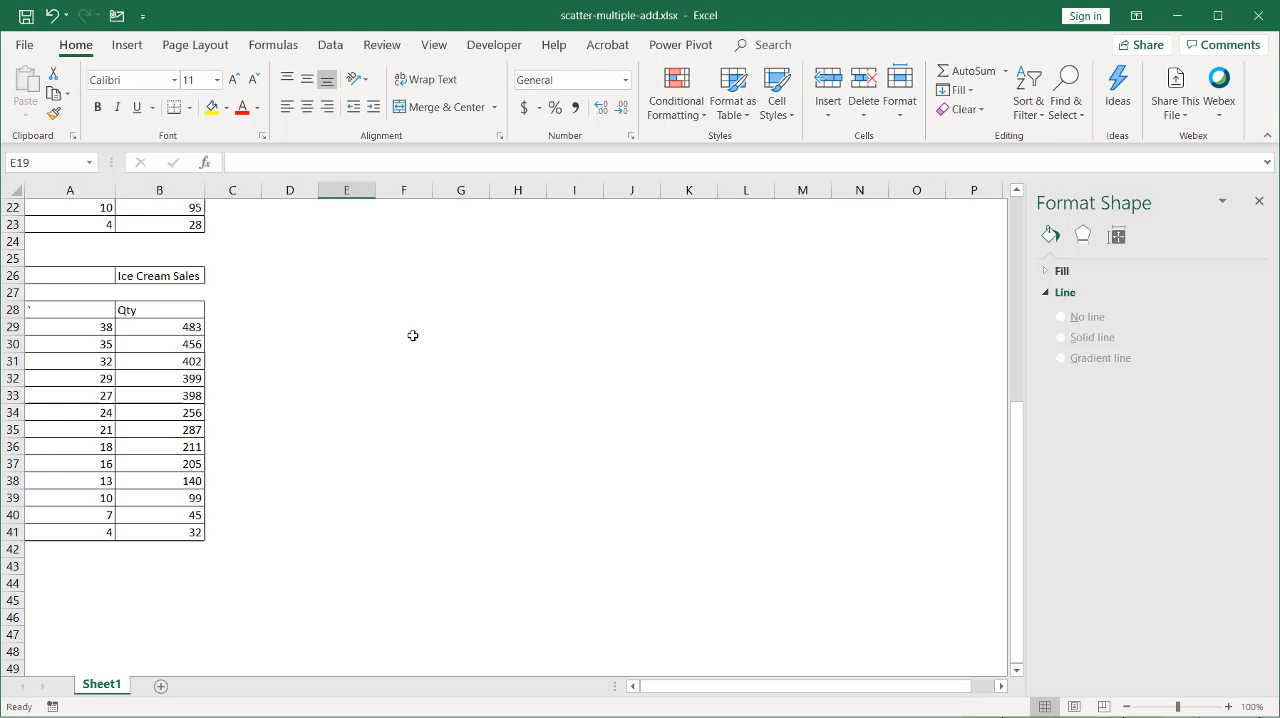 scatter-multiple-add.xlsx - Excel
Sign in
File Home Insert Page Layout Formulas Data Review View Developer Help Acrobat Power Pivot Search Share Comments
Paste
Calibri 11
B I U A
Wrap Text
Merge & Center
General
$ % ,
Conditional Formatting
Format as Table
Cell Styles
Insert Delete Format
AutoSum
Fill
Clear
Sort & Filter
Find & Select
Ideas
Share This File
Webex
Clipboard Font Alignment Number Styles Cells Editing Ideas Webex
E19 fx
A B C D E F G H I J K L M N O P
22 10 95
23 4 28
24
25
26 Ice Cream Sales
27
28 ` Qty
29 38 483
30 35 456
31 32 402
32 29 399
33 27 398
34 24 256
35 21 287
36 18 211
37 16 205
38 13 140
39 10 99
40 7 45
41 4 32
42
43
44
45
46
47
48
49
Format Shape
Fill
Line
No line
Solid line
Gradient line
Sheet1
Ready
100%